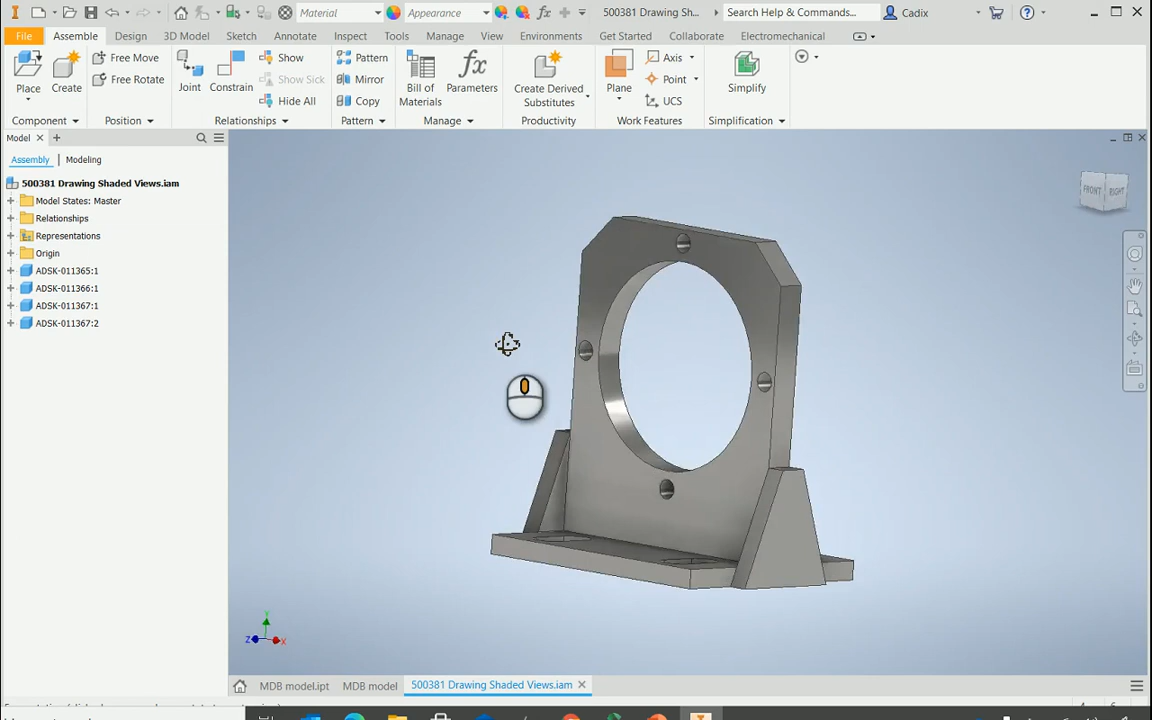 Material
Appearance
fx
500381 Drawing Sh...
Search Help & Commands...
Cadix
File
Assemble
Design
3D Model
Sketch
Annotate
Inspect
Tools
Manage
View
Environments
Get Started
Collaborate
Electromechanical
Place
Create
Free Move
Free Rotate
Joint
Constrain
Show
Show Sick
Hide All
Pattern
Mirror
Copy
Bill of Materials
fx
Parameters
Create Derived Substitutes
Plane
Axis
Point
UCS
Simplify
Component
Position
Relationships
Pattern
Manage
Productivity
Work Features
Simplification
Model
Assembly
Modeling
500381 Drawing Shaded Views.iam
Model States: Master
Relationships
Representations
Origin
ADSK-011365:1
ADSK-011366:1
ADSK-011367:1
ADSK-011367:2
FRONT
RIGHT
Y
Z
X
MDB model.ipt
MDB model
500381 Drawing Shaded Views.iam